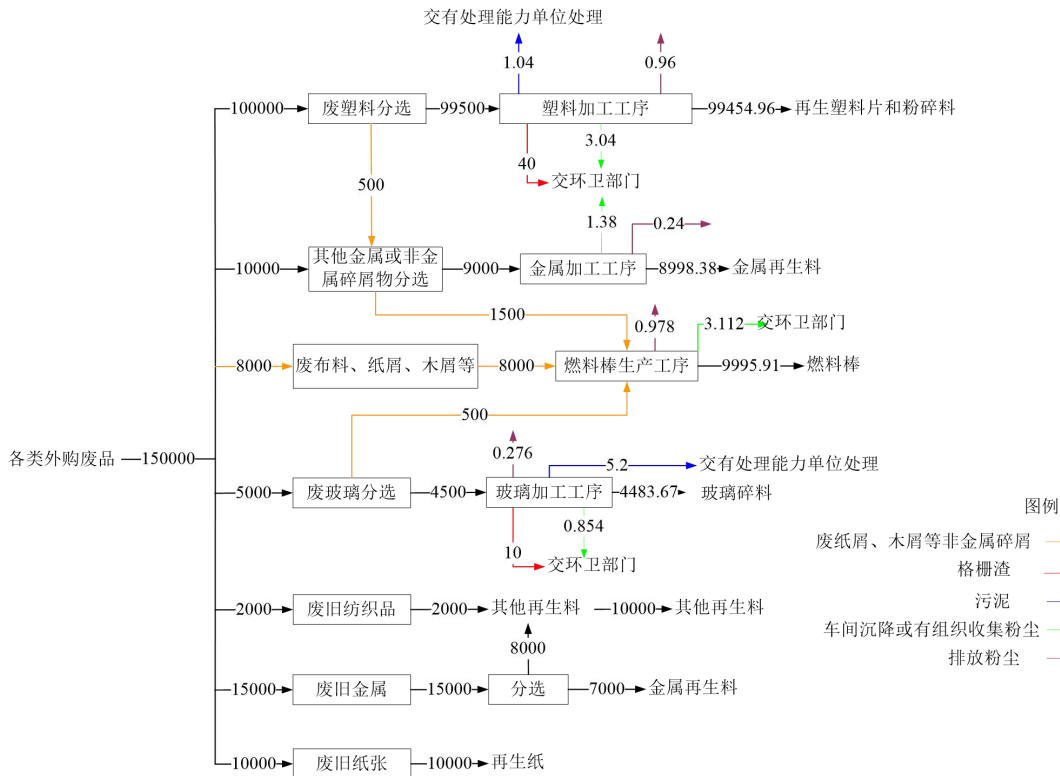 交有处理能力单位处理
1.04
0.96
100000
废塑料分选
99500
塑料加工工序
99454.96
再生塑料片和粉碎料
3.04
40
500
交环卫部门
1.38
0.24
10000
其他金属或非金
属碎屑物分选
9000
金属加工工序
8998.38
金属再生料
1500
0.978
3.112
交环卫部门
8000
废布料、纸屑、木屑等
8000
燃料棒生产工序
9995.91
燃料棒
500
0.276
各类外购废品
150000
5.2
交有处理能力单位处理
5000
废玻璃分选
4500
玻璃加工工序
4483.67
玻璃碎料
图例
0.854
废纸屑、木屑等非金属碎屑
10
交环卫部门
格栅渣
2000
废旧纺织品
2000
其他再生料
10000
其他再生料
污泥
车间沉降或有组织收集粉尘
8000
排放粉尘
15000
废旧金属
15000
分选
7000
金属再生料
10000
废旧纸张
10000
再生纸